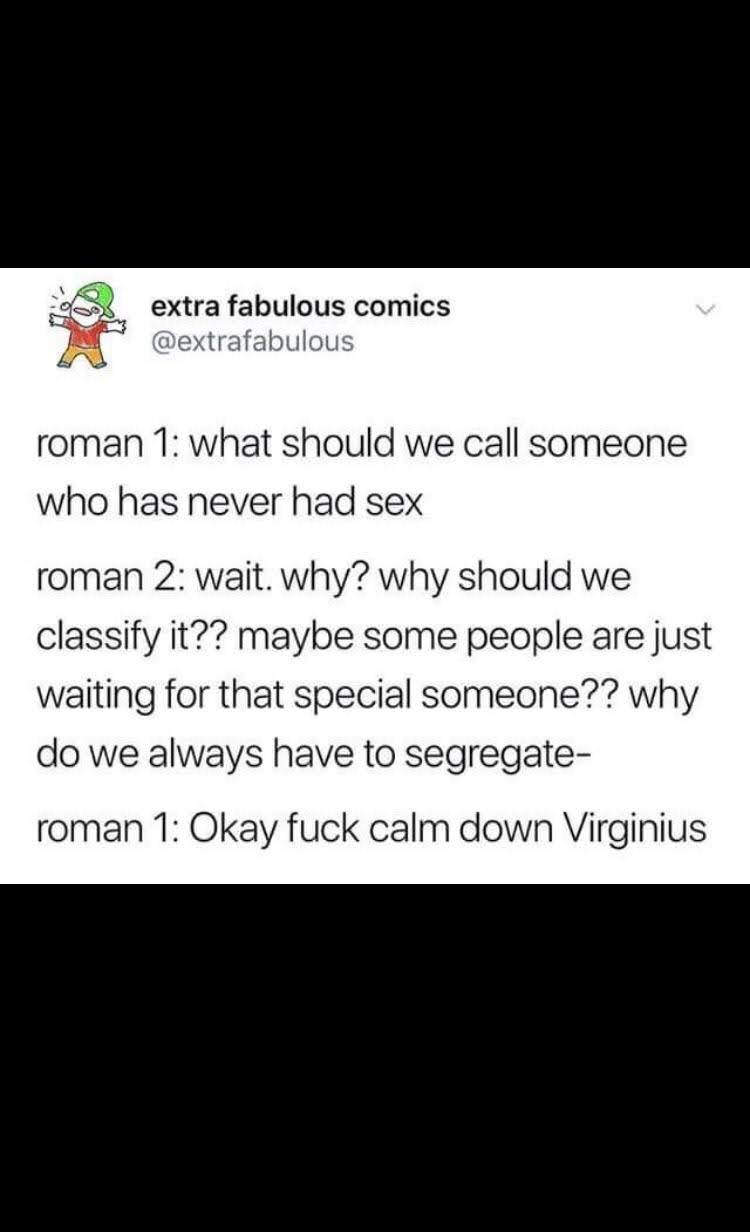 extra fabulous comics
@extrafabulous
roman 1: what should we call someone
who has never had sex
roman 2: wait. why? why should we
classify it?? maybe some people are just
waiting for that special someone?? why
do we always have to segregate-
roman 1: Okay fuck calm down Virginius